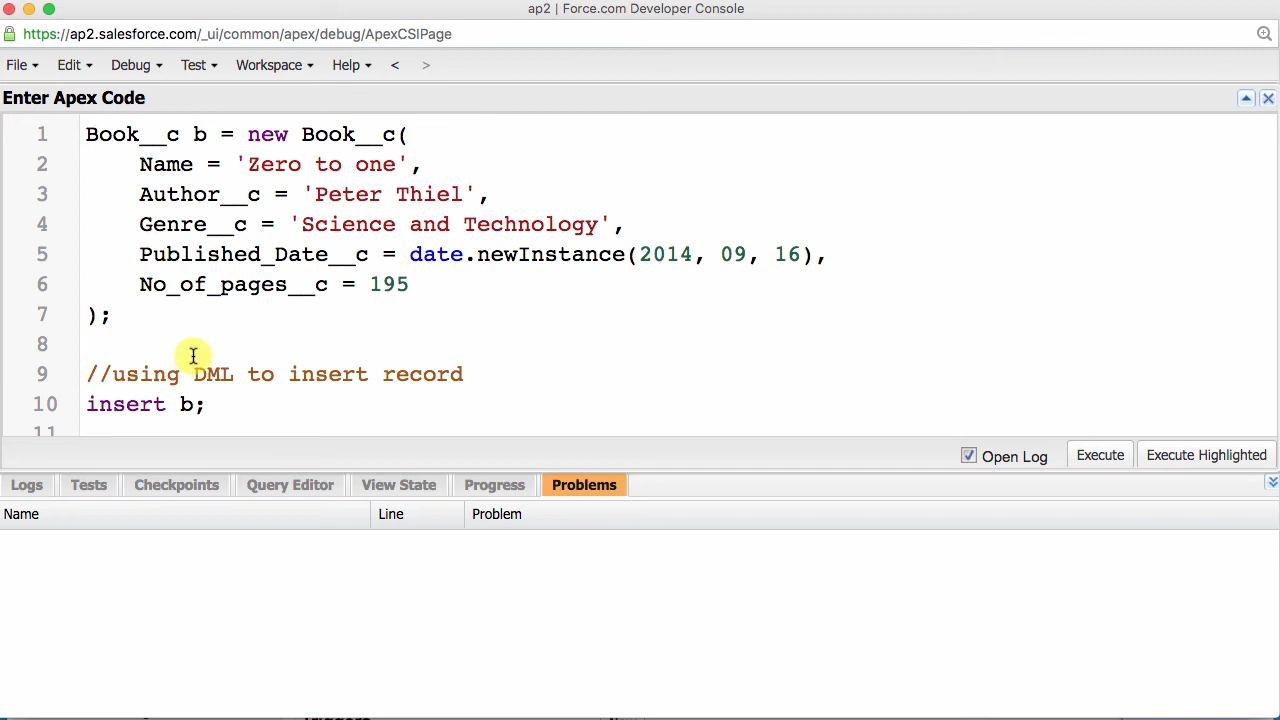 ap2 | Force.com Developer Console
https://ap2.salesforce.com/_ui/common/apex/debug/ApexCSIPage
File Edit Debug Test Workspace Help < >
Enter Apex Code
1 Book__c b = new Book__c(
2 Name = 'Zero to one',
3 Author__c = 'Peter Thiel',
4 Genre__c = 'Science and Technology',
5 Published_Date__c = date.newInstance(2014, 09, 16),
6 No_of_pages__c = 195
7 );
8
9 //using DML to insert record
10 insert b;
11
Open Log Execute Execute Highlighted
Logs Tests Checkpoints Query Editor View State Progress Problems
Name Line Problem